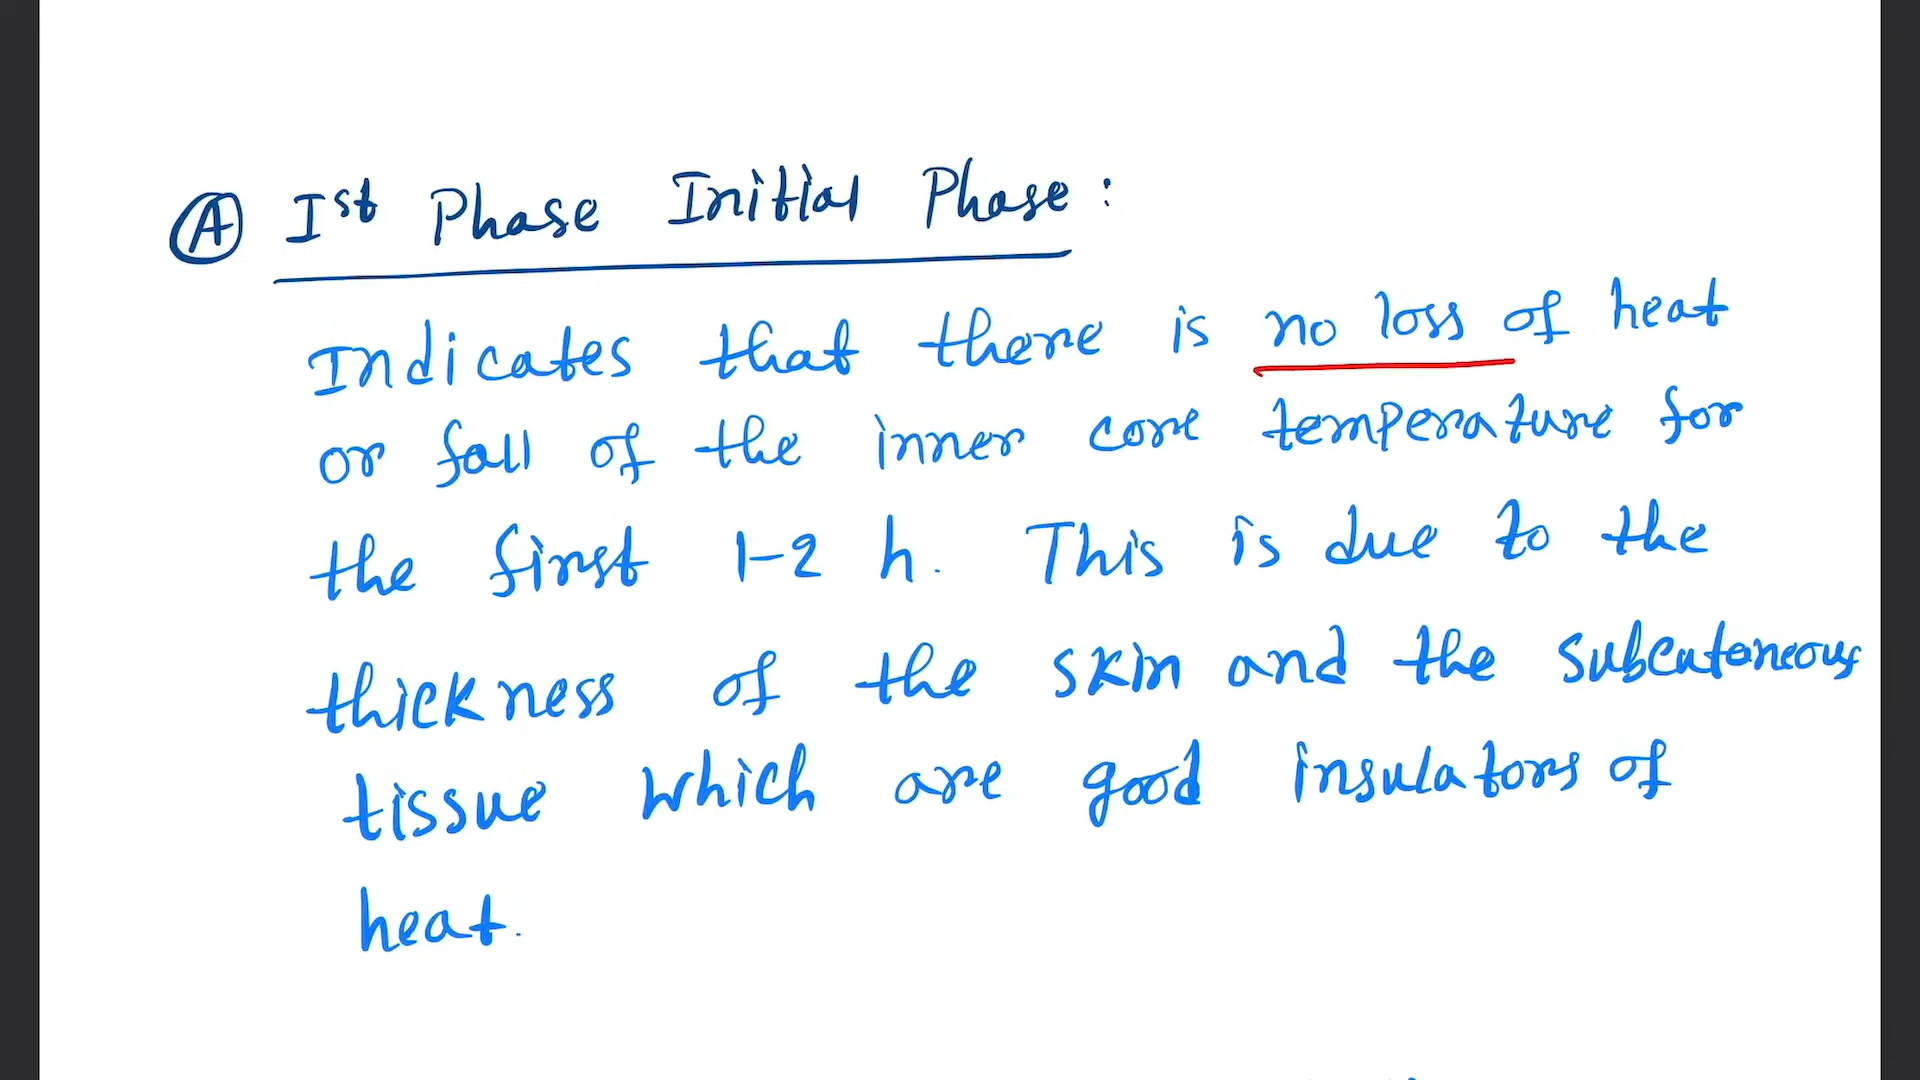 A Ist Phase Initial Phase :
Indicates that there is no loss of heat
or fall of the inner core temperature for
the first 1-2 h. This is due to the
thickness of the skin and the subcutaneous
tissue which are good insulators of
heat.